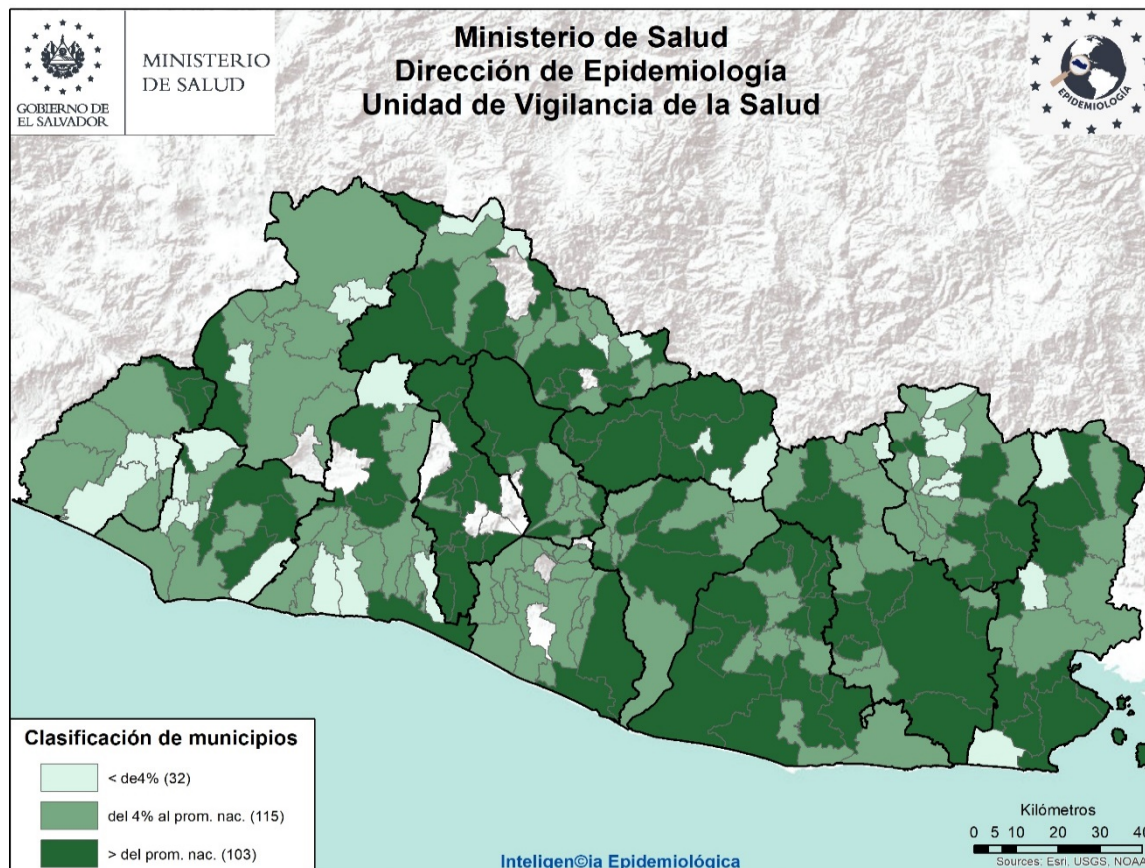 GOBIERNO DE
EL SALVADOR
MINISTERIO
DE SALUD
Ministerio de Salud
Dirección de Epidemiología
Unidad de Vigilancia de la Salud
EPIDEMIOLOGÍA
Clasificación de municipios
< de4% (32)
del 4% al prom. nac. (115)
> del prom. nac. (103)
Inteligen©ia Epidemiológica
Kilómetros
0 5 10 20 30 40
Sources: Esri, USGS, NOAA